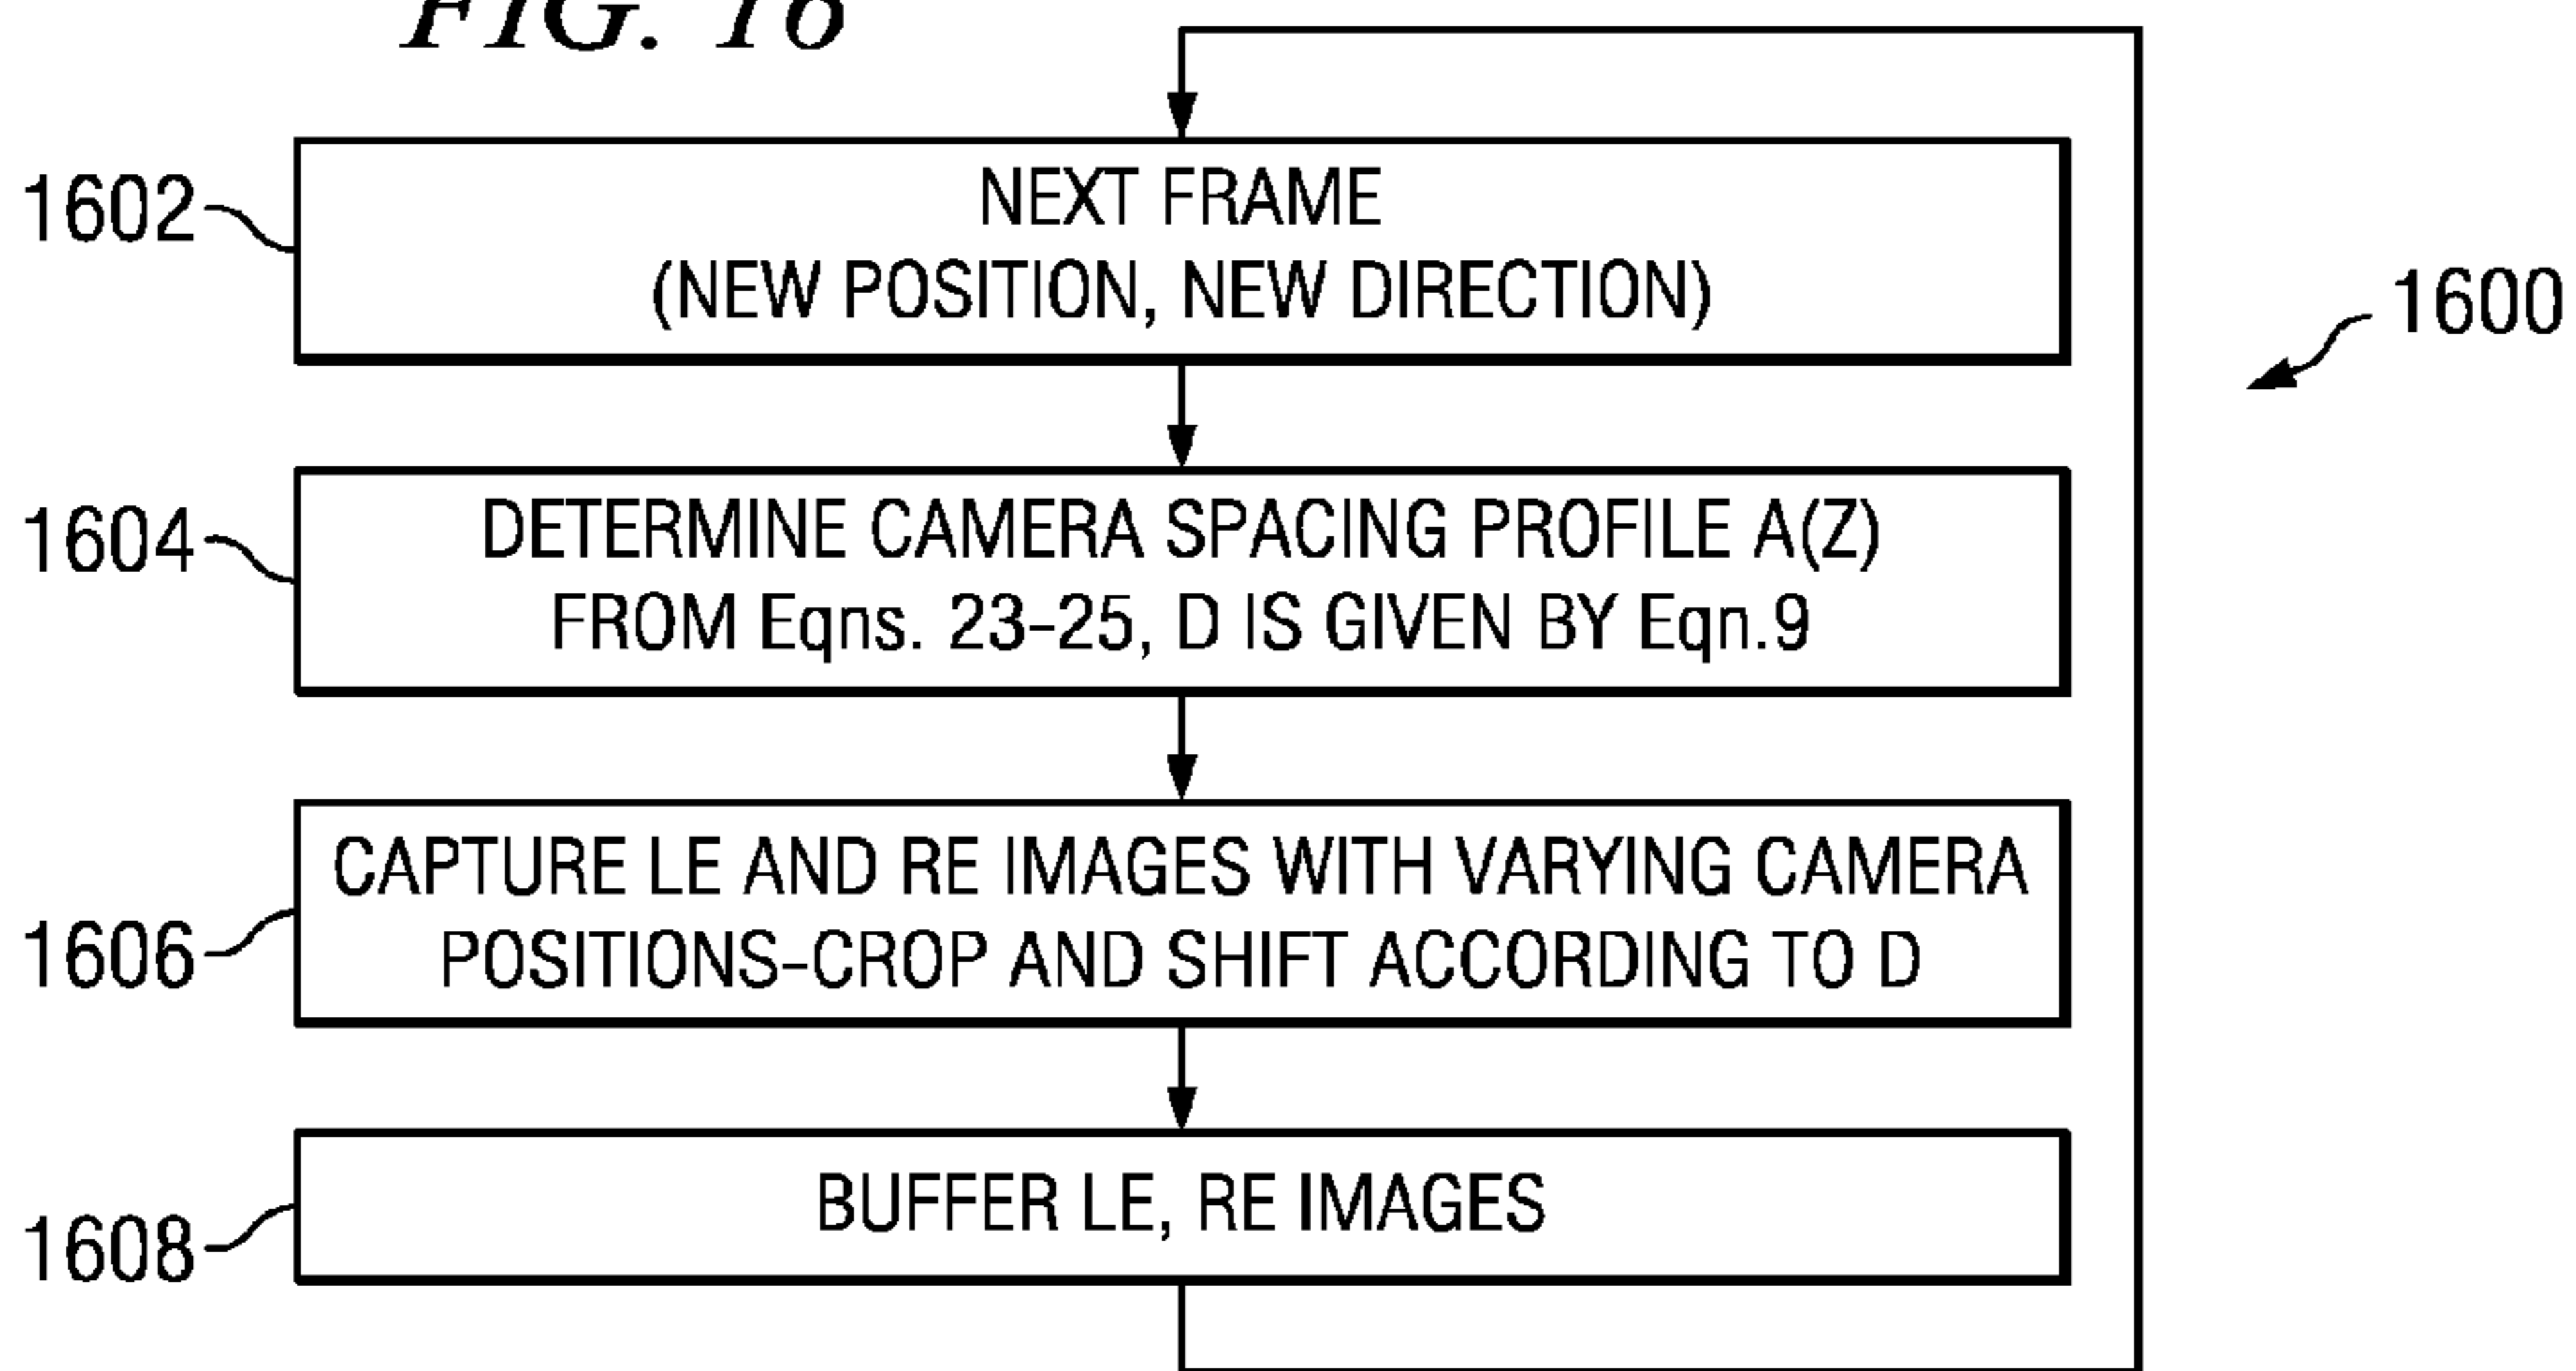 FIG. 16
1602
NEXT FRAME
(NEW POSITION, NEW DIRECTION)
1600
1604
DETERMINE CAMERA SPACING PROFILE A(Z)
FROM Eqns. 23-25, D IS GIVEN BY Eqn.9
1606
CAPTURE LE AND RE IMAGES WITH VARYING CAMERA
POSITIONS-CROP AND SHIFT ACCORDING TO D
1608
BUFFER LE, RE IMAGES